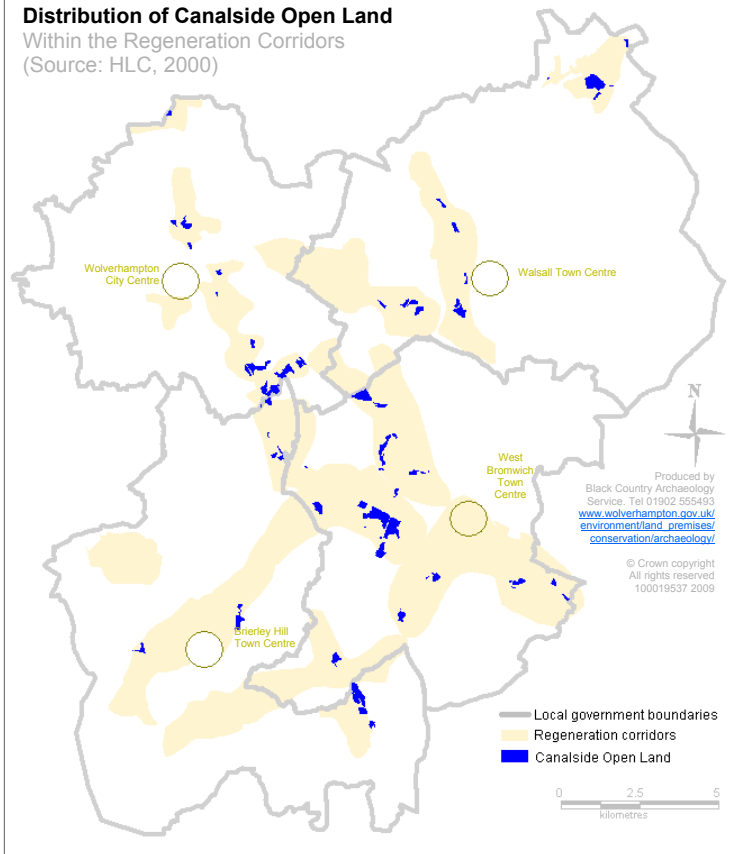 Distribution of Canalside Open Land
Within the Regeneration Corridors
(Source: HLC, 2000)
Wolverhampton
City Centre
Walsall Town Centre
N
West
Bromwich
Town
Centre
Produced by
Black Country Archaeology
Service. Tel 01902 555493
www.wolverhampton.gov.uk/
environment/land_premises/
conservation/archaeology/
© Crown copyright
All rights reserved
100019537 2009
Brierley Hill
Town Centre
Local government boundaries
Regeneration corridors
Canalside Open Land
0 2.5 5
kilometres